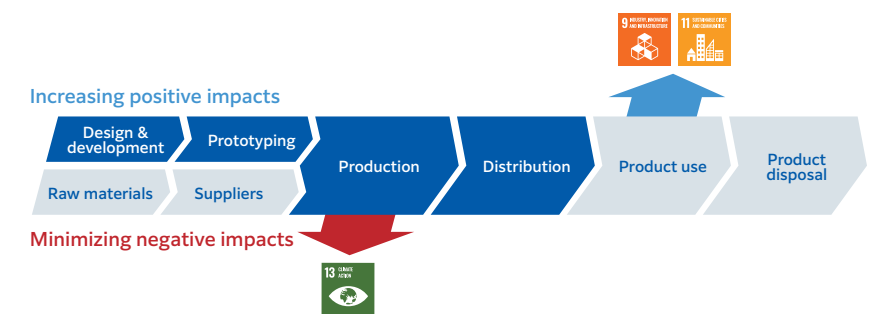 9 INDUSTRY, INNOVATION
AND INFRASTRUCTURE
11 SUSTAINABLE CITIES
AND COMMUNITIES
Increasing positive impacts
Design &
development
Prototyping
Production
Distribution
Product use
Product
disposal
Raw materials
Suppliers
Minimizing negative impacts
13 CLIMATE
ACTION